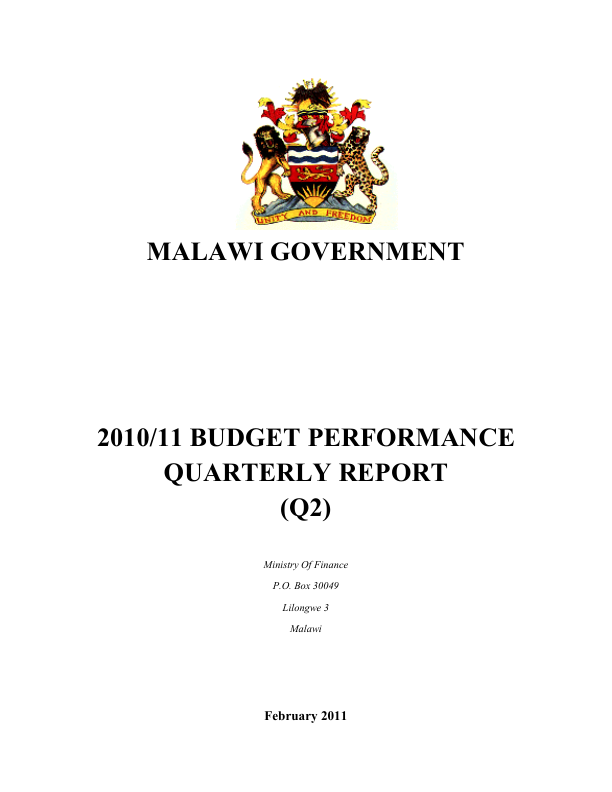 UNITY AND FREEDOM
MALAWI GOVERNMENT
2010/11 BUDGET PERFORMANCE
QUARTERLY REPORT
(Q2)
Ministry Of Finance
P.O. Box 30049
Lilongwe 3
Malawi
February 2011